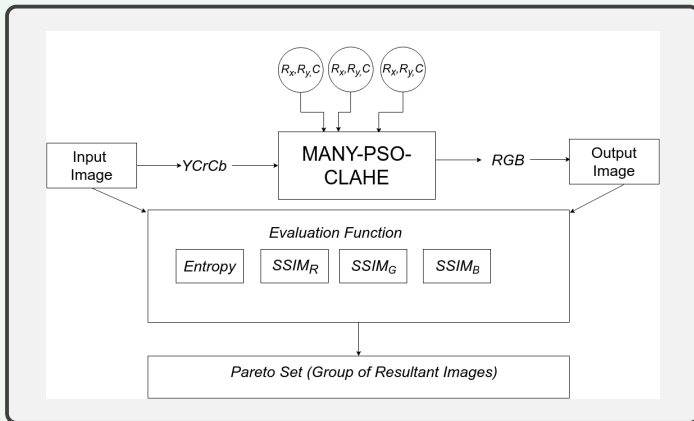 Rx,Ry,C
Rx,Ry,C
Rx,Ry,C
Input
Image
YCrCb
MANY-PSO-
CLAHE
RGB
Output
Image
Evaluation Function
Entropy
SSIMR
SSIMG
SSIMB
Pareto Set (Group of Resultant Images)